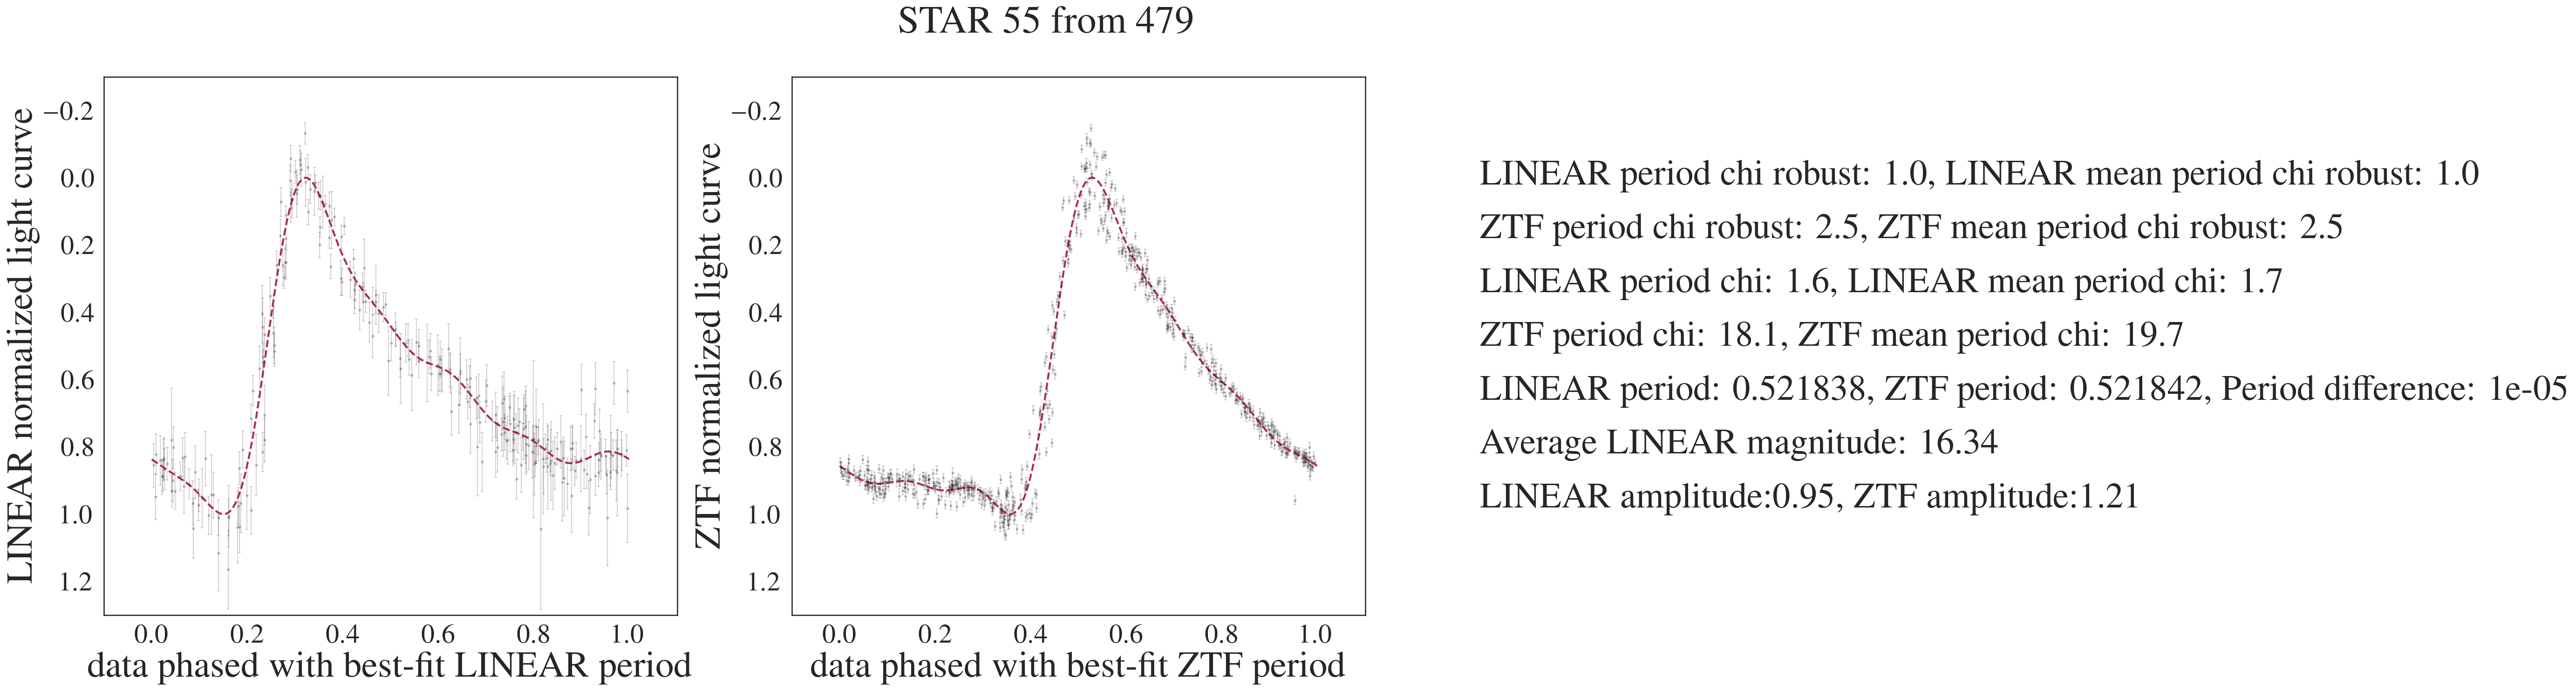 STAR 55 from 479
LINEAR normalized light curve
−0.2
0.0
0.2
0.4
0.6
0.8
1.0
1.2
0.0 0.2 0.4 0.6 0.8 1.0
data phased with best-fit LINEAR period
ZTF normalized light curve
−0.2
0.0
0.2
0.4
0.6
0.8
1.0
1.2
0.0 0.2 0.4 0.6 0.8 1.0
data phased with best-fit ZTF period
LINEAR period chi robust: 1.0, LINEAR mean period chi robust: 1.0
ZTF period chi robust: 2.5, ZTF mean period chi robust: 2.5
LINEAR period chi: 1.6, LINEAR mean period chi: 1.7
ZTF period chi: 18.1, ZTF mean period chi: 19.7
LINEAR period: 0.521838, ZTF period: 0.521842, Period difference: 1e-05
Average LINEAR magnitude: 16.34
LINEAR amplitude:0.95, ZTF amplitude:1.21